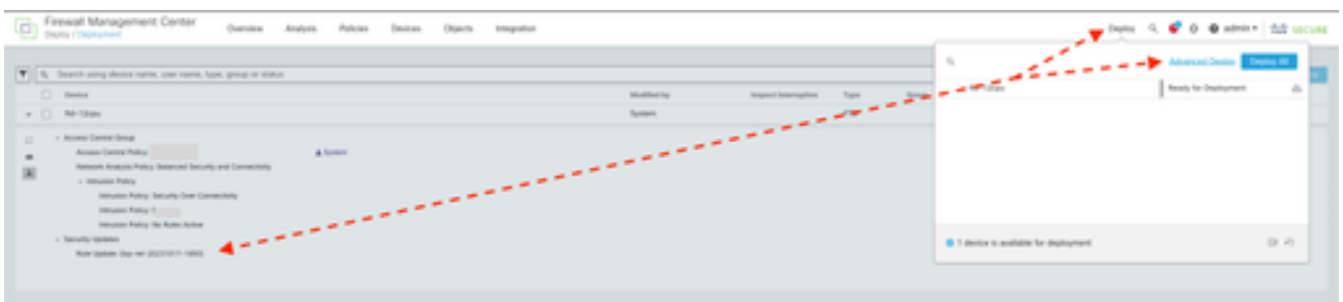 Firewall Management Center
Deploy / Deployment
Overview Analysis Policies Devices Objects Integration
Deploy admin SECURE
Search using device name, user name, type, group or status
Device Modified by Inspect Interruption Type Group
System
Access Control Group
Access Control Policy: System
Network Analysis Policy: Balanced Security and Connectivity
Intrusion Policy
Intrusion Policy: Security Over Connectivity
Intrusion Policy:
Intrusion Policy: No Rules Active
Security Updates
Rule Update:
Advanced Deploy Deploy All
Ready for Deployment
1 device is available for deployment